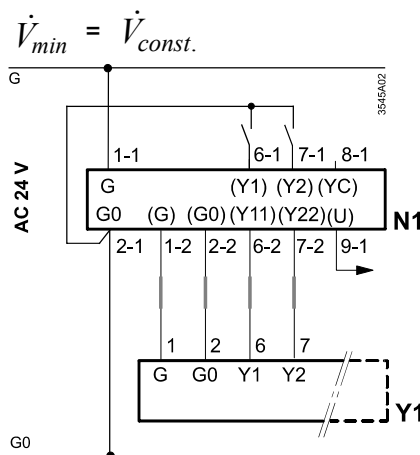 V̇min = V̇const.
G
3545A02
AC 24 V
1-1 6-1 7-1 8-1
G (Y1) (Y2) (YC)
G0 (G) (G0) (Y11) (Y22) (U)
N1
2-1 1-2 2-2 6-2 7-2 9-1
1 2 6 7
G G0 Y1 Y2
Y1
G0